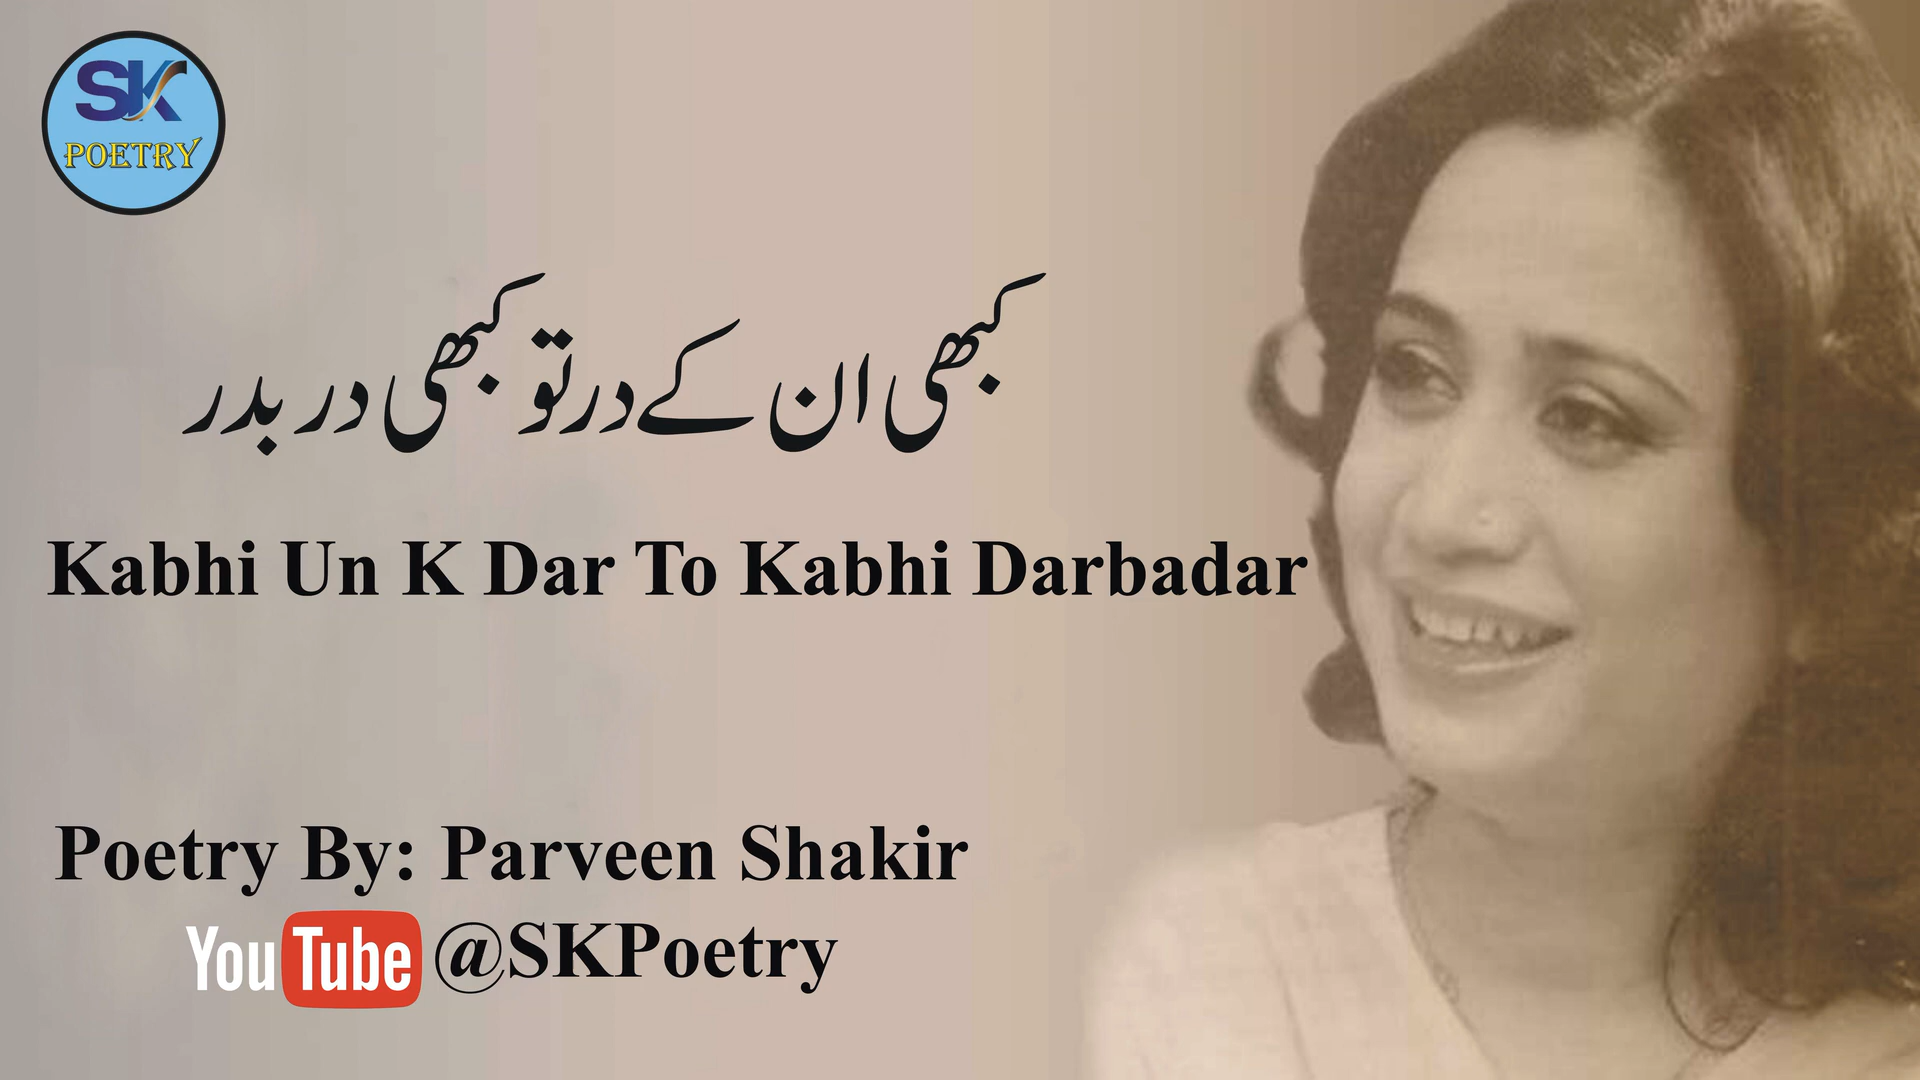 SK
POETRY
کبھی ان کے در تو کبھی در بدر
Kabhi Un K Dar To Kabhi Darbadar
Poetry By: Parveen Shakir
YouTube @SKPoetry